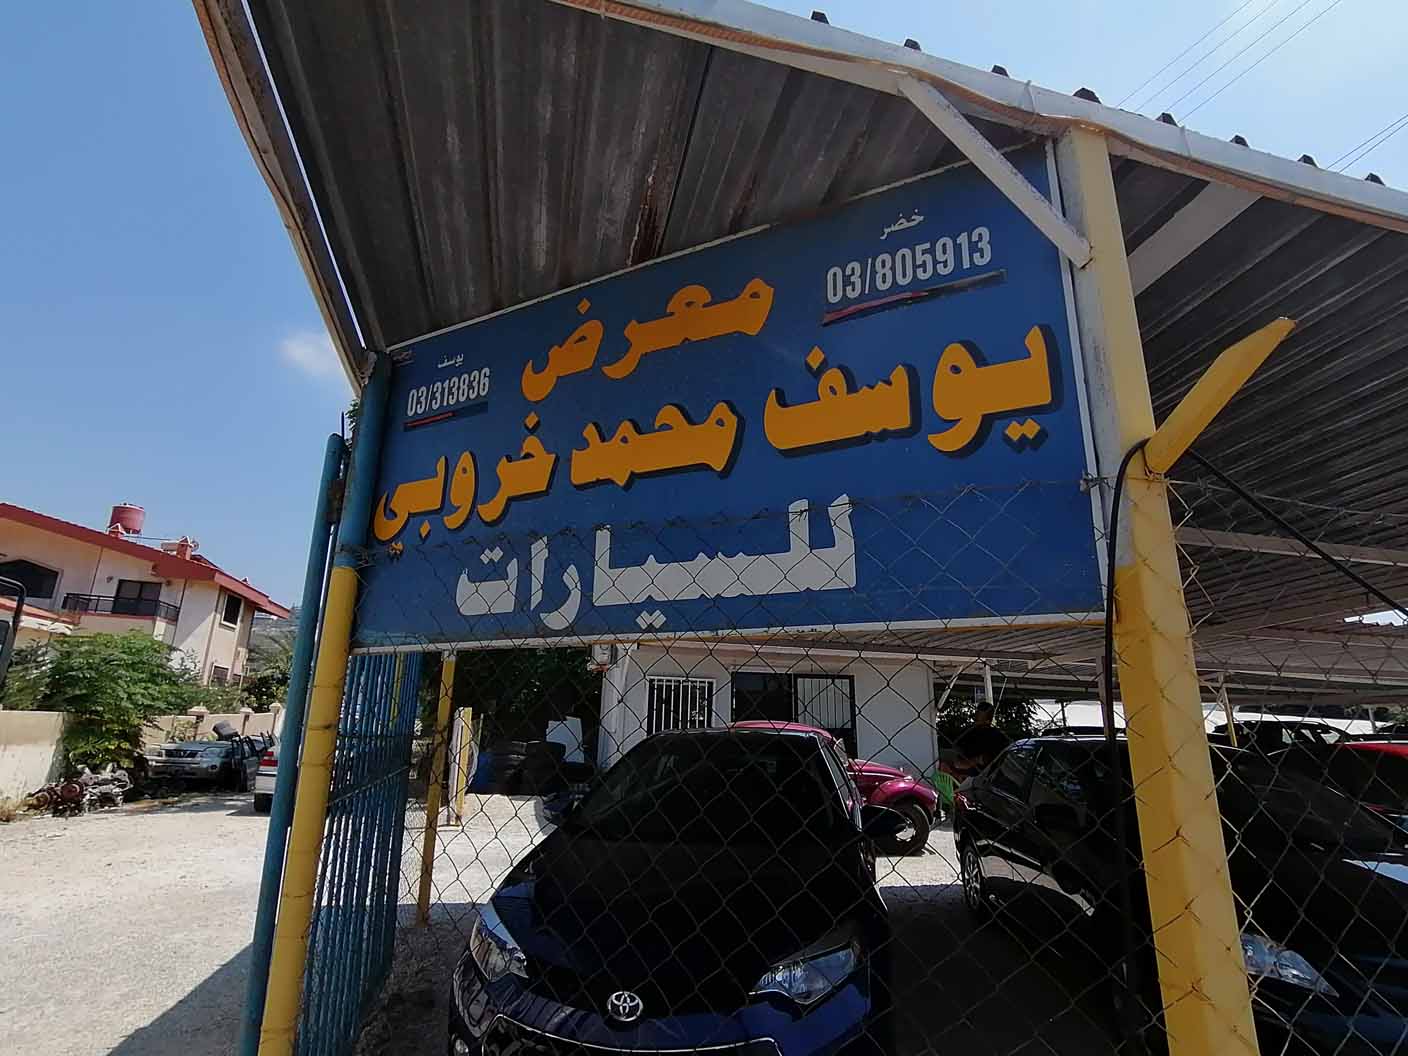 خضر
03/805913
معرض
يوسف
03/313836
يوسف محمد خروبي
للسيارات